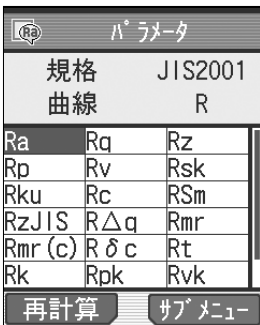 Ra パラメータ
規格 JIS2001
曲線 R
Ra Rq Rz
Rp Rv Rsk
Rku Rc RSm
RzJIS R△q Rmr
Rmr(c) Rδc Rt
Rk Rpk Rvk
再計算 サブメニュー